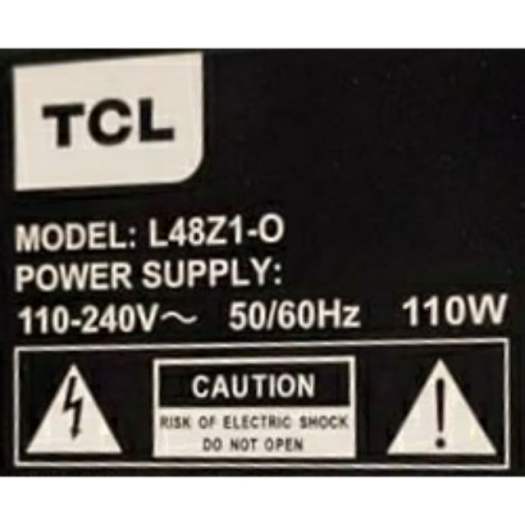 TCL
MODEL: L48Z1-O
POWER SUPPLY:
110-240V～ 50/60Hz 110W
CAUTION
RISK OF ELECTRIC SHOCK
DO NOT OPEN